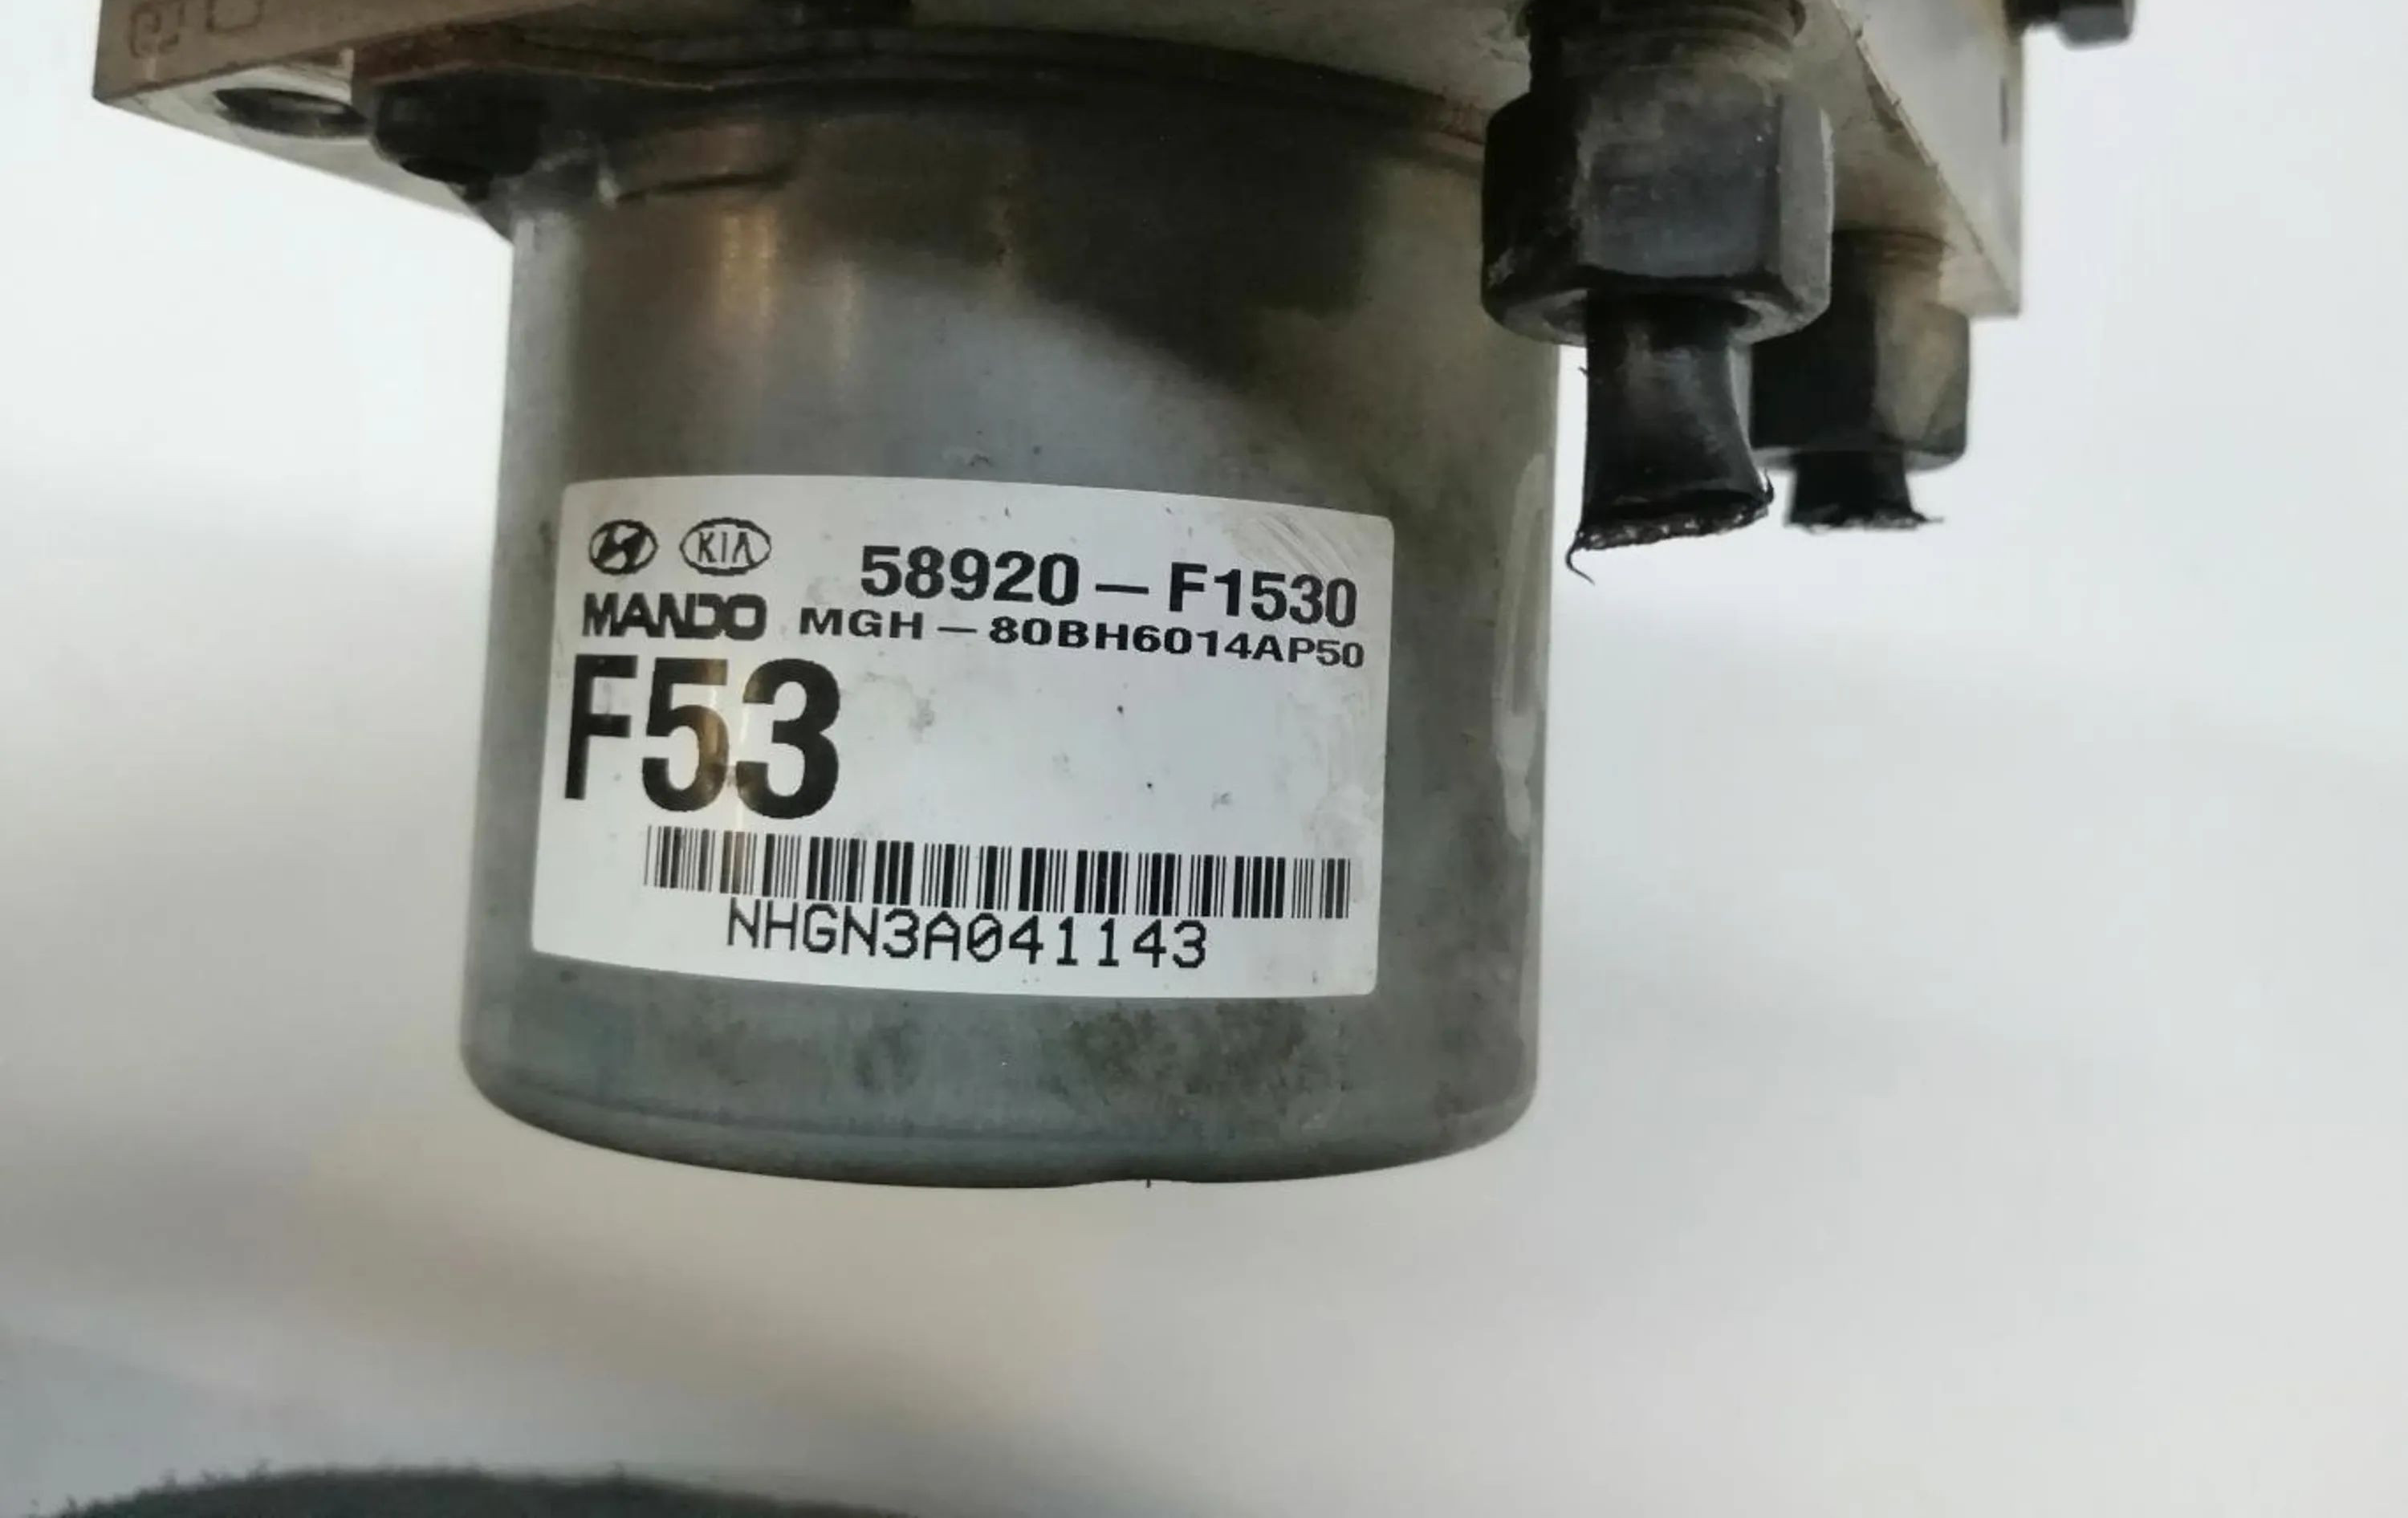 KIA
58920-F1530
MANDO MGH-80BH6014AP50
F53
NHGN3A041143